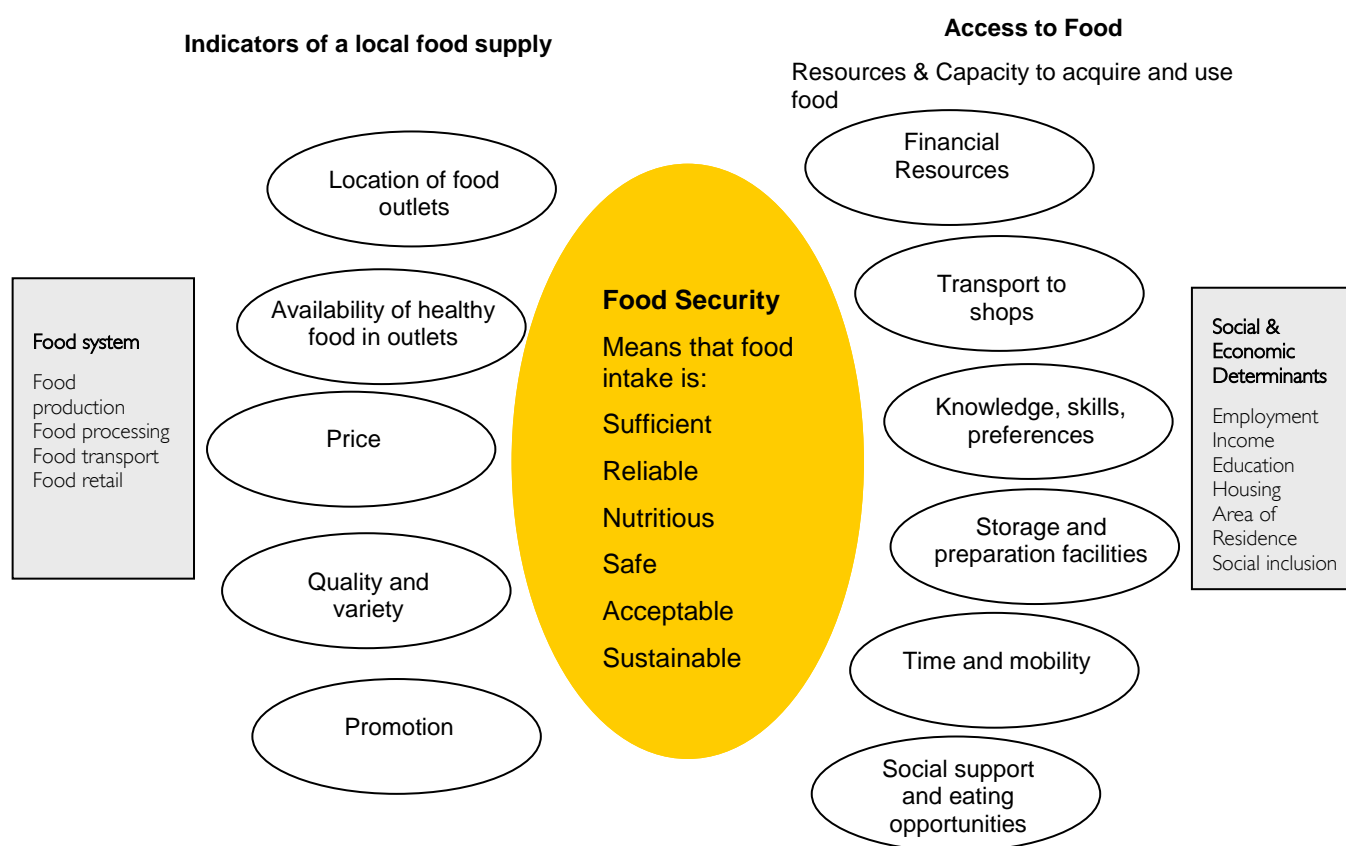 Indicators of a local food supply
Access to Food
Resources & Capacity to acquire and use
food
Location of food
outlets
Availability of healthy
food in outlets
Price
Quality and
variety
Promotion
Food system
Food
production
Food processing
Food transport
Food retail
Food Security
Means that food
intake is:
Sufficient
Reliable
Nutritious
Safe
Acceptable
Sustainable
Financial
Resources
Transport to
shops
Knowledge, skills,
preferences
Storage and
preparation facilities
Time and mobility
Social support
and eating
opportunities
Social &
Economic
Determinants
Employment
Income
Education
Housing
Area of
Residence
Social inclusion